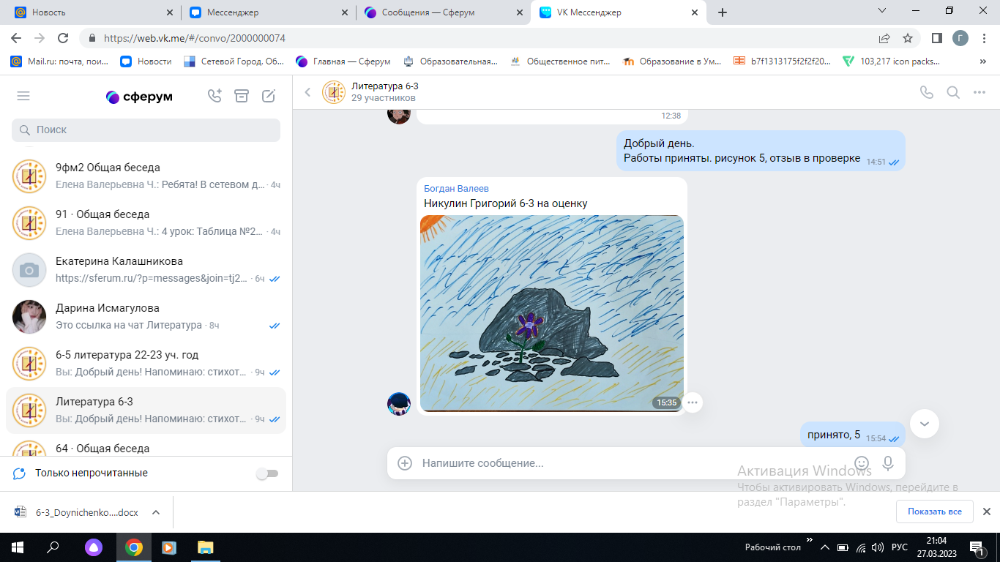 Новость
Мессенджер
Сообщения — Сферум
VK Мессенджер
https://web.vk.me/#/convo/2000000074
Г
Mail.ru: почта, пои...
Новости
Сетевой Город. Об...
Главная — Сферум
Образовательная...
Общественное пит...
Образование в Ум...
b7f1313175f2f2f20...
103,217 icon packs...
»
сферум
Поиск
9фм2 Общая беседа
Елена Валерьевна Ч.: Ребята! В сетевом д... · 4ч
91 · Общая беседа
Елена Валерьевна Ч.: 4 урок: Таблица №2... · 4ч
Екатерина Калашникова
https://sferum.ru/?p=messages&join=tj2... · 6ч
Дарина Исмагулова
Это ссылка на чат Литература · 8ч
6-5 литература 22-23 уч. год
Вы: Добрый день! Напоминаю: стихот... · 9ч
Литература 6-3
Вы: Добрый день! Напоминаю: стихот... · 9ч
64 · Общая беседа
Только непрочитанные
Литература 6-3
29 участников
12:38
Добрый день.
Работы приняты. рисунок 5, отзыв в проверке 14:51
Богдан Валеев
Никулин Григорий 6-3 на оценку
15:35
принято, 5 15:54
Напишите сообщение...
Активация Windows
Чтобы активировать Windows, перейдите в
раздел "Параметры".
6-3_Doynichenko....docx
Показать все
Рабочий стол
»
РУС
21:04
27.03.2023
1